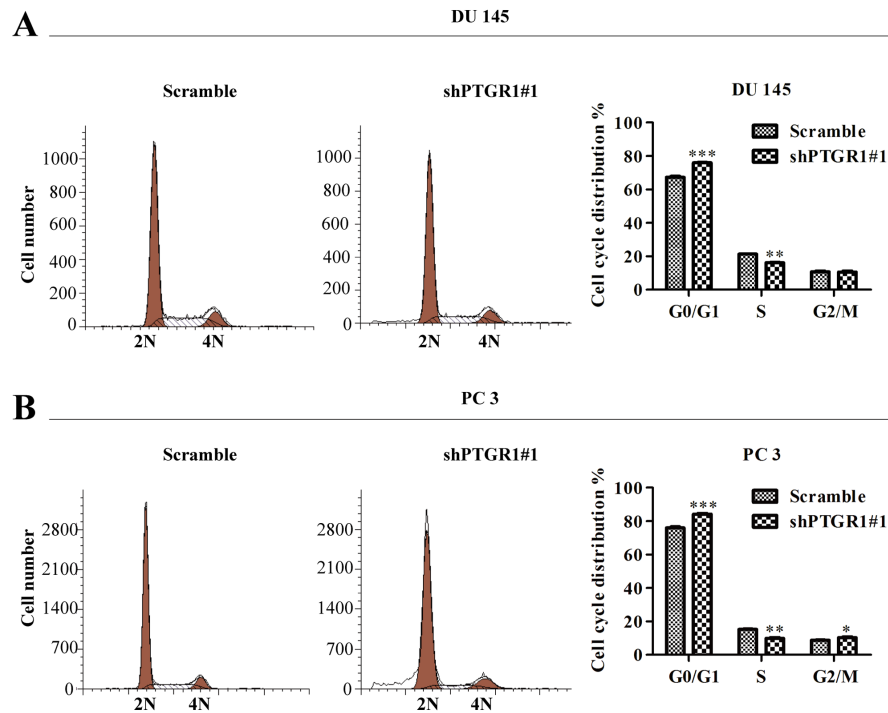 A
DU 145
Scramble
shPTGR1#1
DU 145
Cell number
1000
800
600
400
200
0
2N 4N
1000
800
600
400
200
0
2N 4N
Cell cycle distribution %
100
80
60
40
20
0
Scramble
shPTGR1#1
***
**
G0/G1 S G2/M
B
PC 3
Scramble
shPTGR1#1
PC 3
Cell number
2800
2100
1400
700
0
2N 4N
2800
2100
1400
700
0
2N 4N
Cell cycle distribution %
100
80
60
40
20
0
Scramble
shPTGR1#1
***
**
*
G0/G1 S G2/M